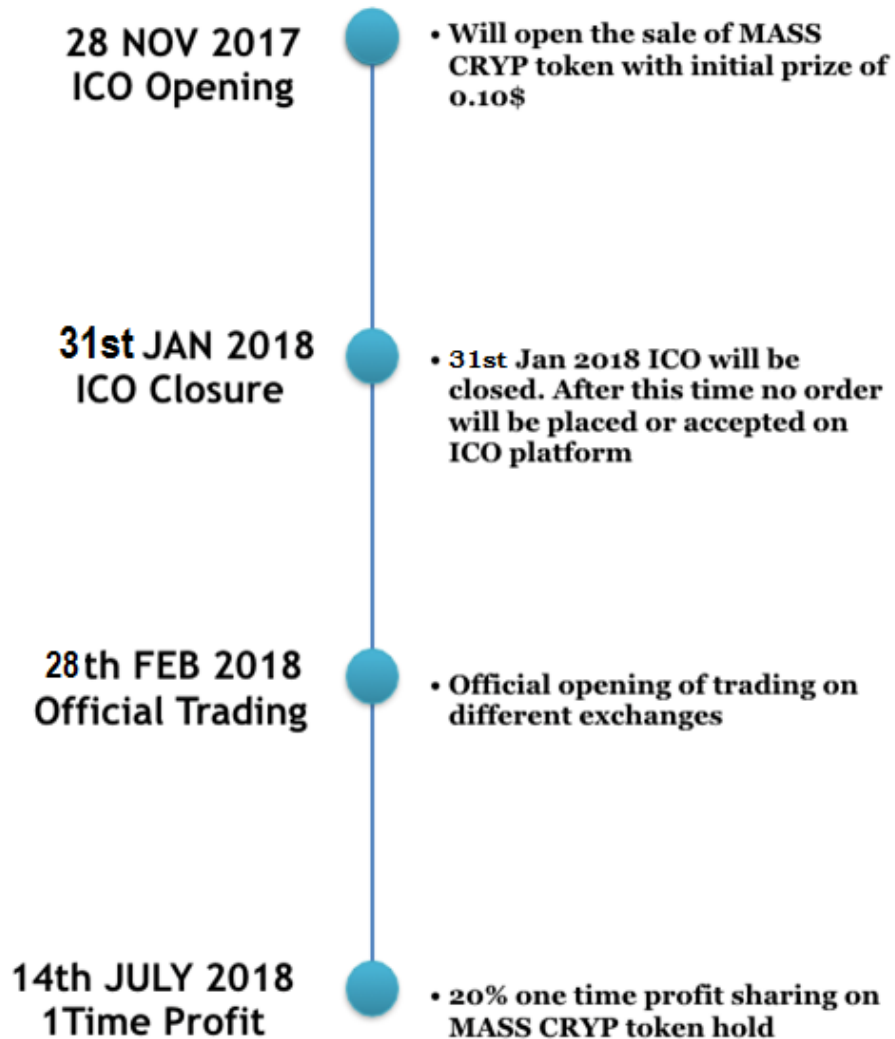 28 NOV 2017
ICO Opening
• Will open the sale of MASS
CRYP token with initial prize of
0.10$
31st JAN 2018
ICO Closure
• 31st Jan 2018 ICO will be
closed. After this time no order
will be placed or accepted on
ICO platform
28th FEB 2018
Official Trading
• Official opening of trading on
different exchanges
14th JULY 2018
1Time Profit
• 20% one time profit sharing on
MASS CRYP token hold